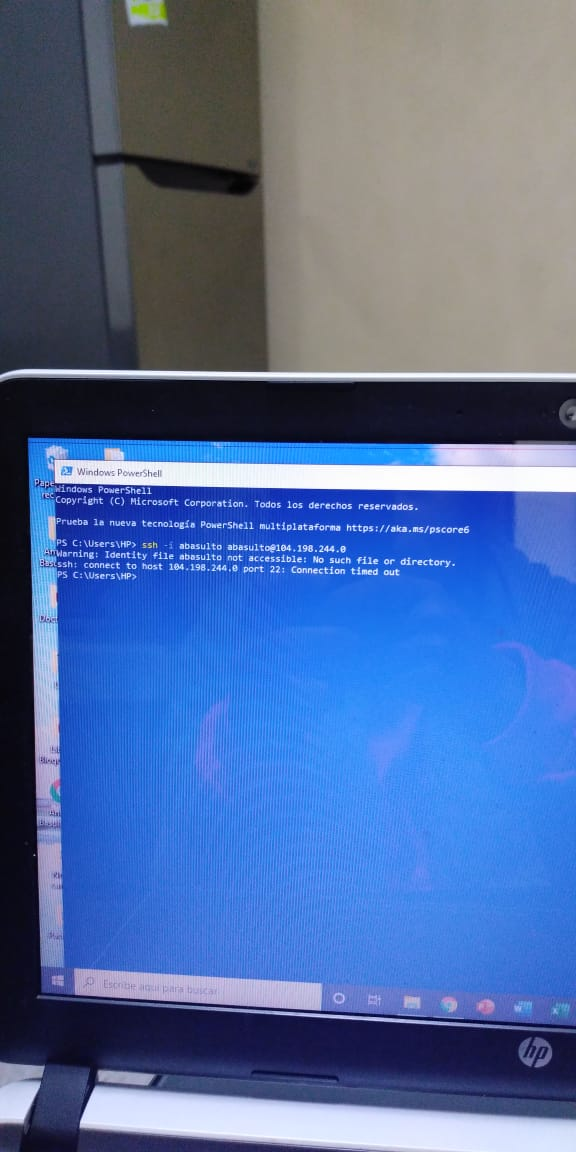 Windows PowerShell
Windows PowerShell
Copyright (C) Microsoft Corporation. Todos los derechos reservados.
Prueba la nueva tecnología PowerShell multiplataforma https://aka.ms/pscore6
PS C:\Users\HP> ssh -i abasulto abasulto@104.198.244.0
Warning: Identity file abasulto not accessible: No such file or directory.
ssh: connect to host 104.198.244.0 port 22: Connection timed out
PS C:\Users\HP>
Escribe aquí para buscar
hp